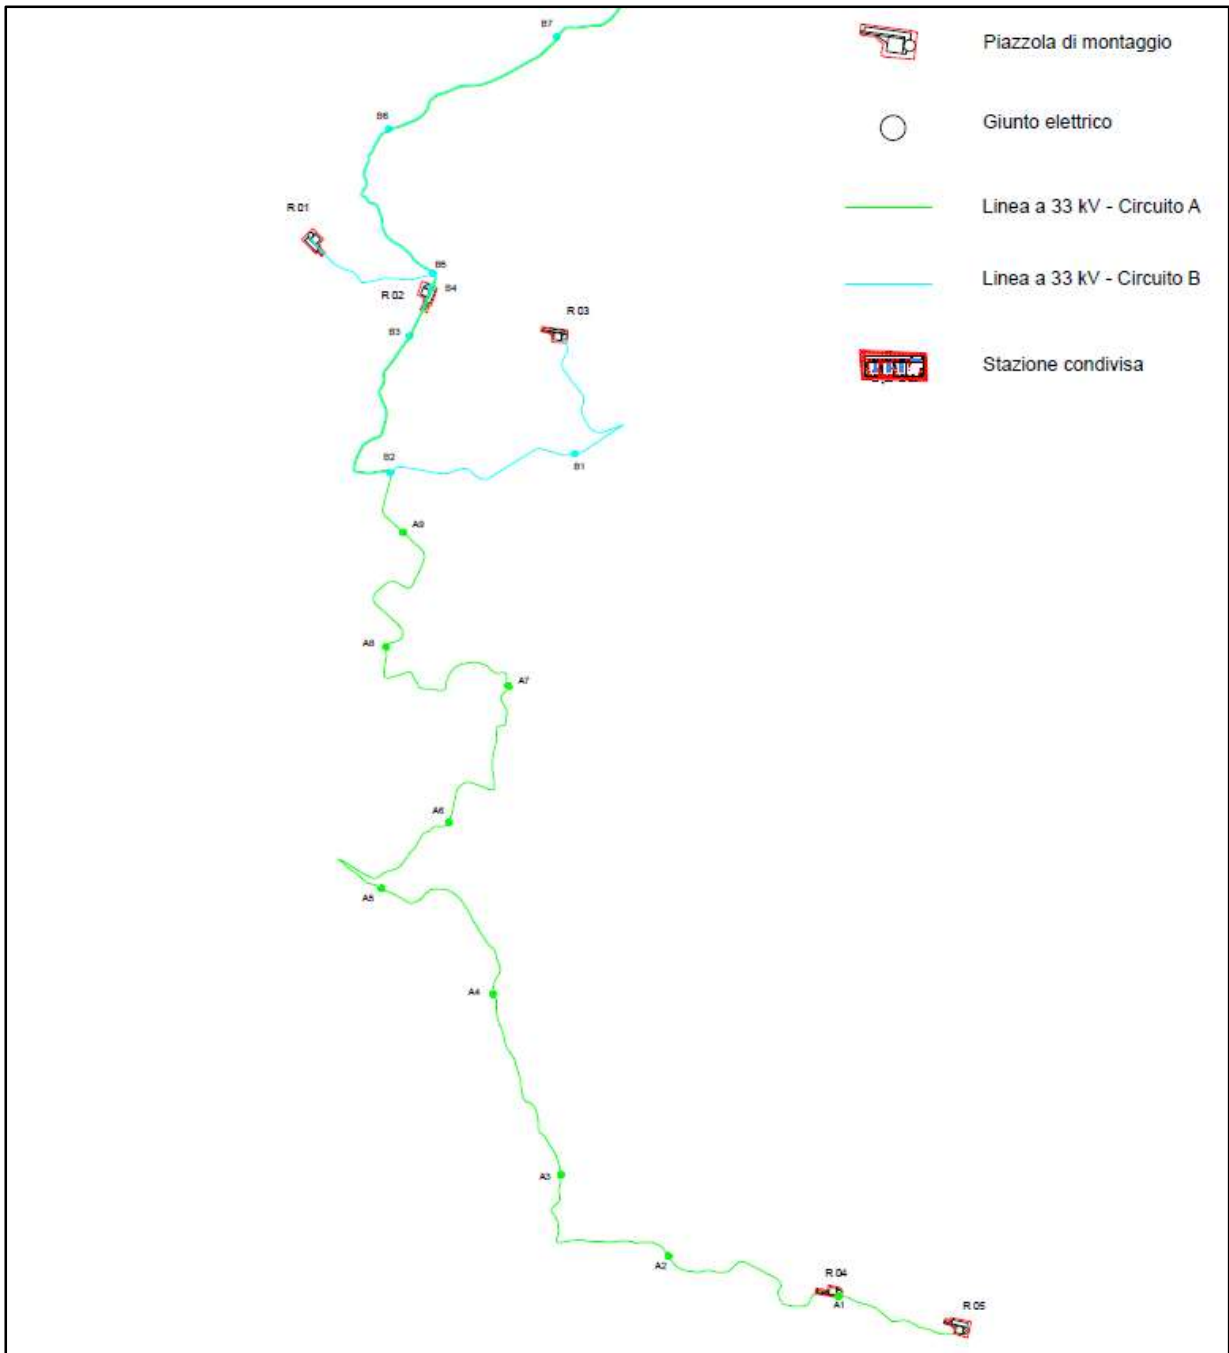 B7
Piazzola di montaggio
B6
Giunto elettrico
R 01
Linea a 33 kV - Circuito A
B5
R 02
B4
Linea a 33 kV - Circuito B
R 03
B3
Stazione condivisa
B2
B1
A9
A8
A7
A6
A5
A4
A3
A2
R 04
A1
R 05